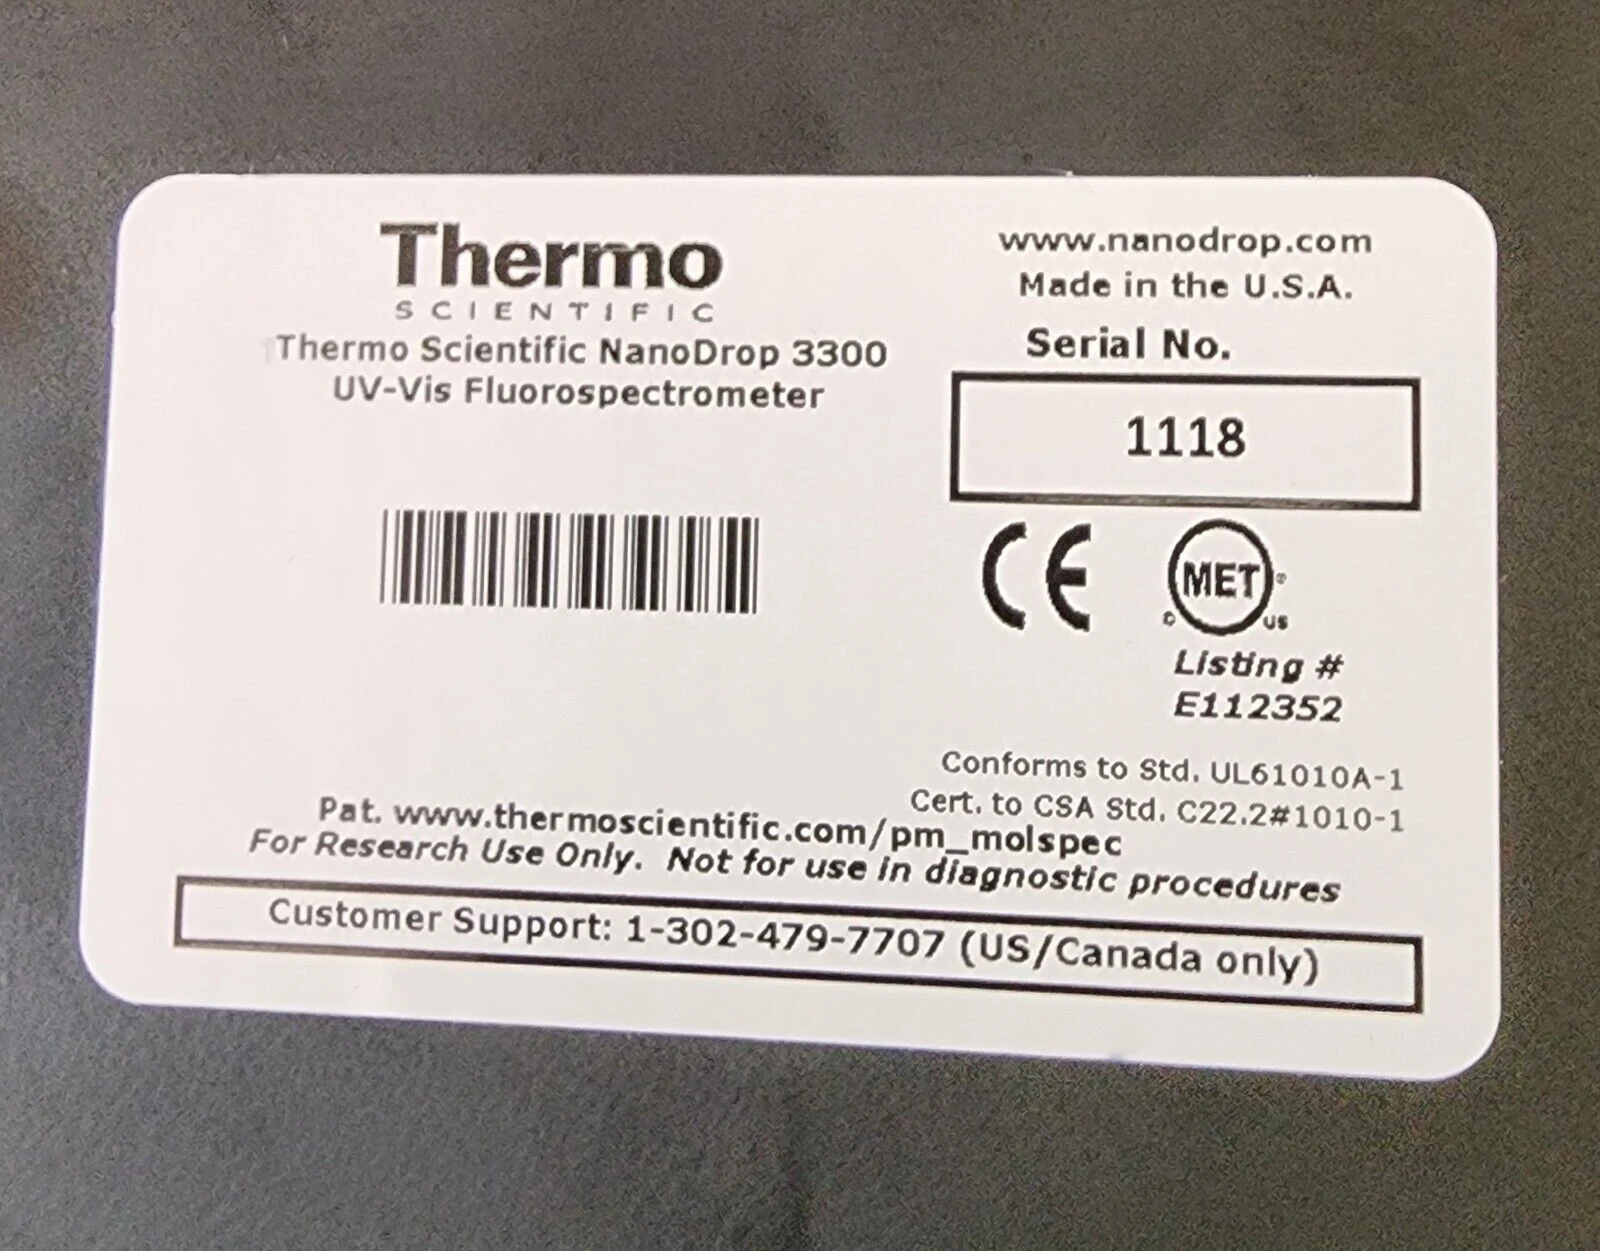 Thermo
SCIENTIFIC
Thermo Scientific NanoDrop 3300
UV-Vis Fluorospectrometer
www.nanodrop.com
Made in the U.S.A.
Serial No.
1118
CE
MET
®
C
US
Listing #
E112352
Conforms to Std. UL61010A-1
Cert. to CSA Std. C22.2#1010-1
Pat. www.thermoscientific.com/pm_molspec
For Research Use Only. Not for use in diagnostic procedures
Customer Support: 1-302-479-7707 (US/Canada only)